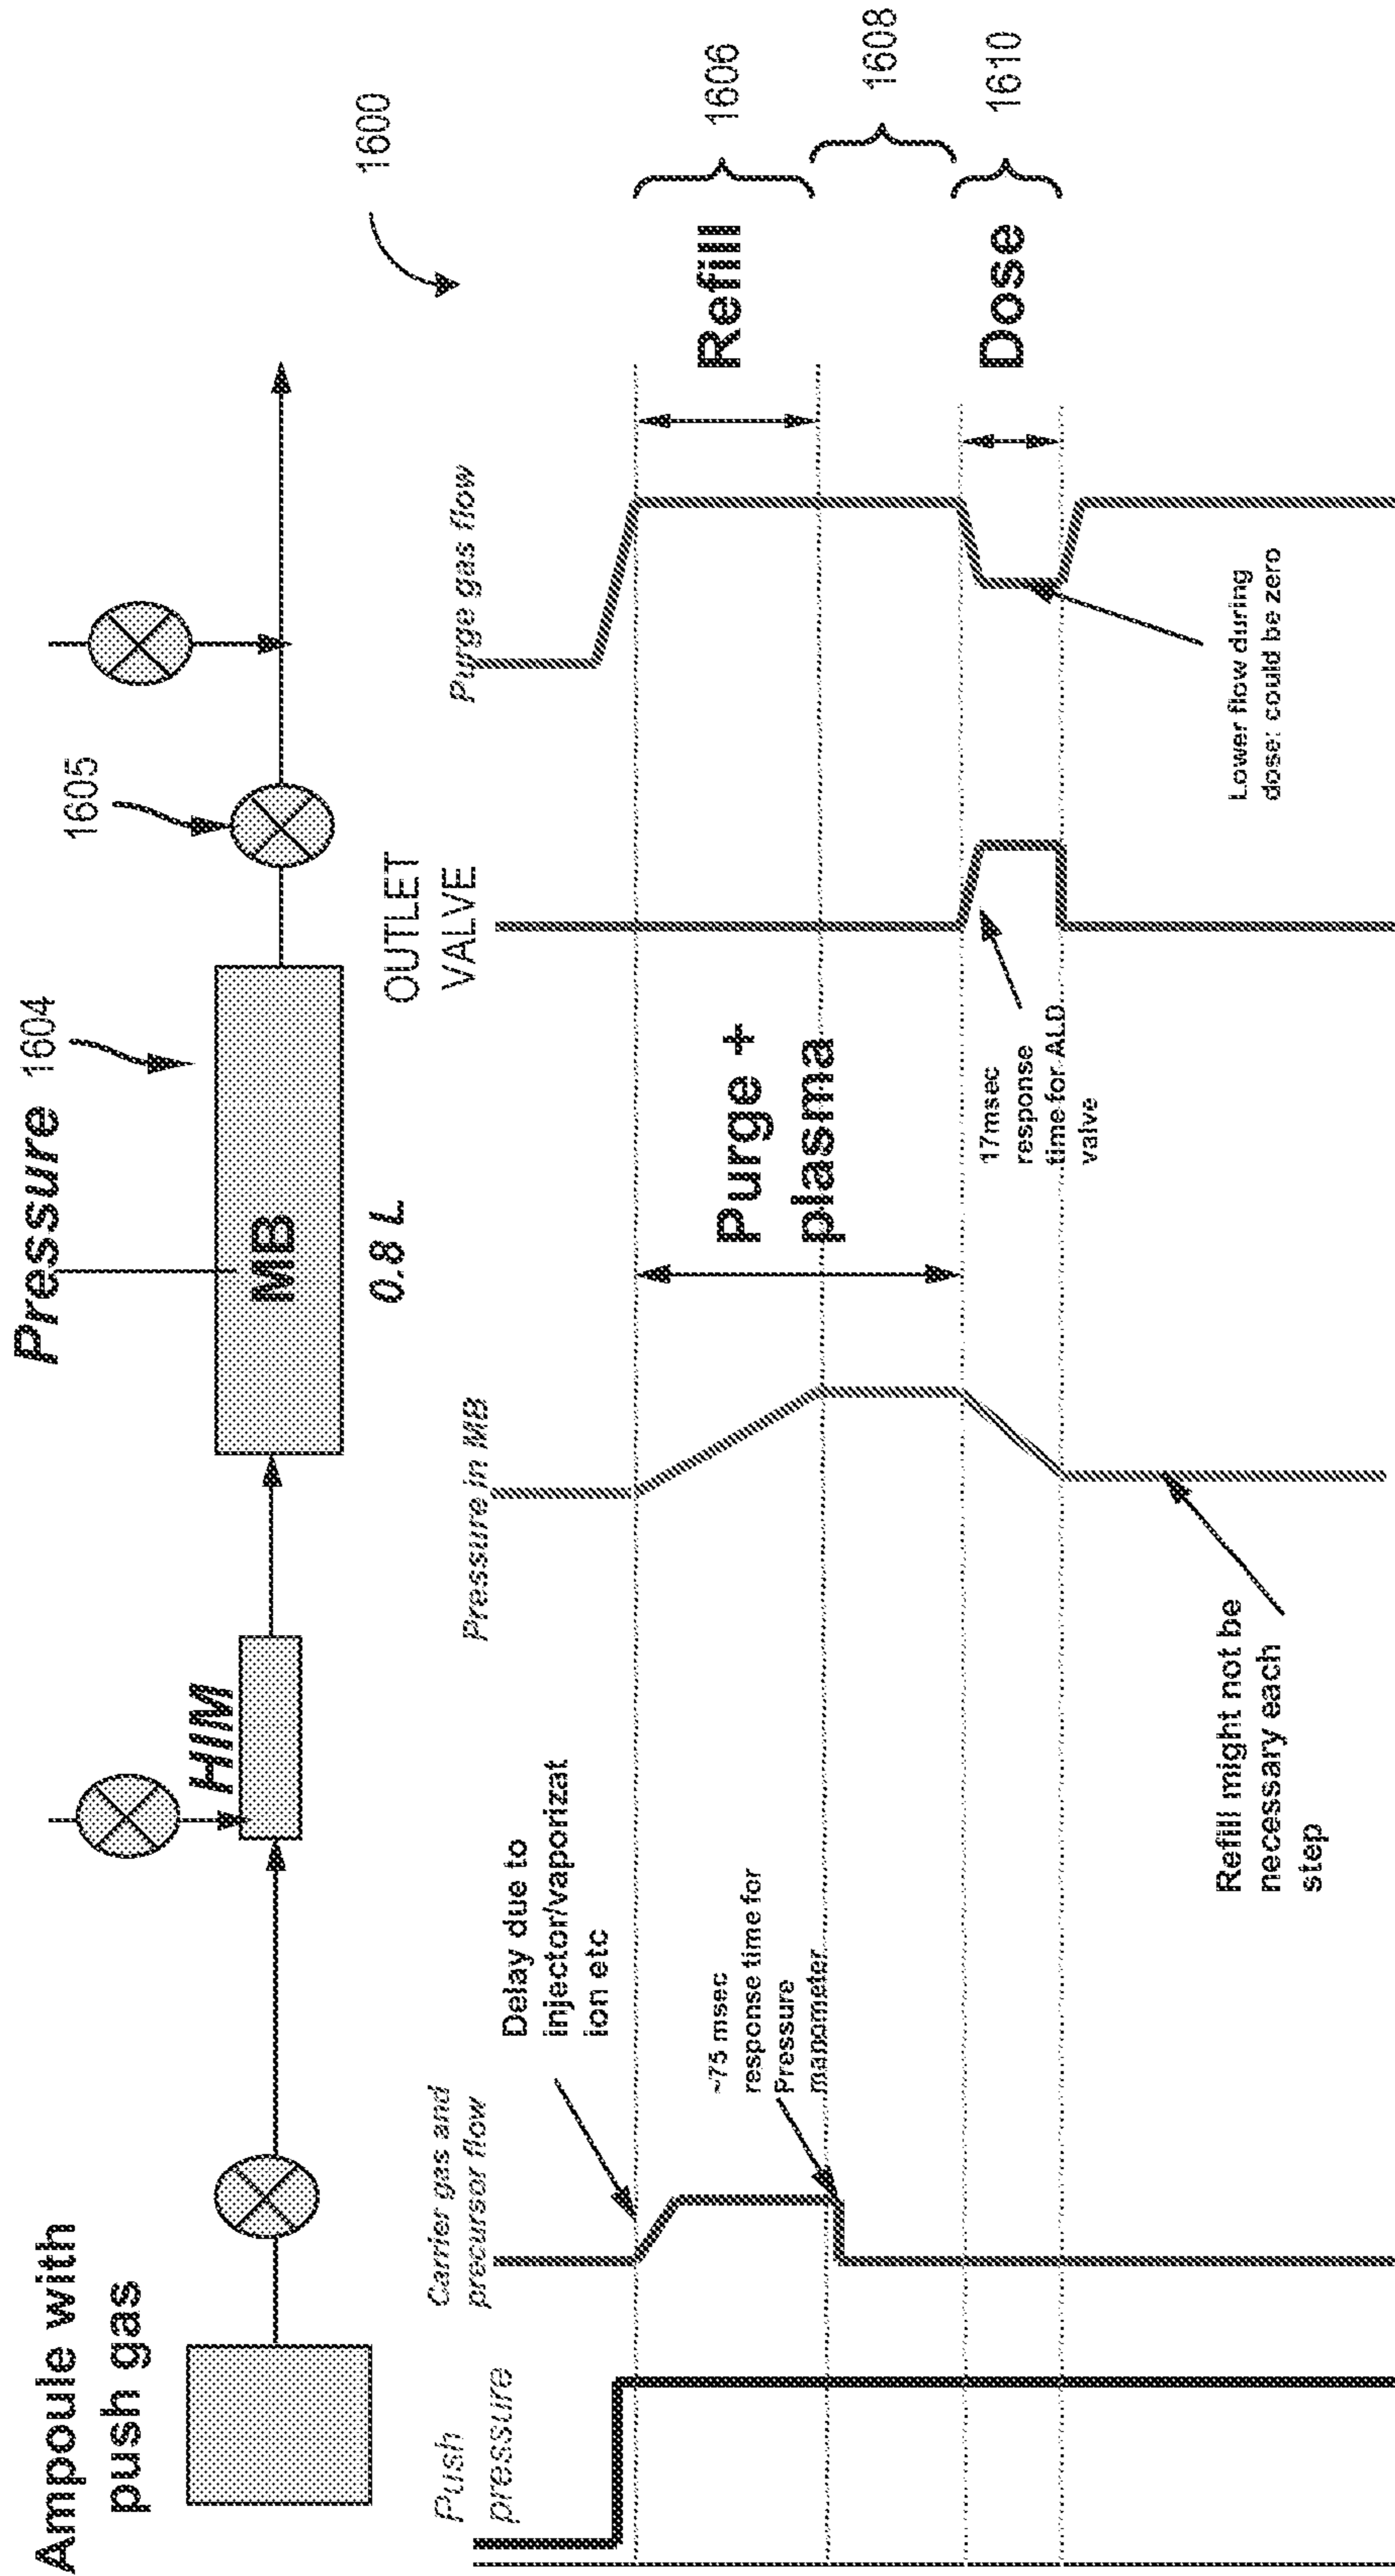 Ampoule with
push gas
HIM
Pressure
1604
MB
0.8 L
1605
1600
Push
pressure
Carrier gas and
precursor flow
Pressure in MB
OUTLET
VALVE
Purge gas flow
Delay due to
injector/vaporizat
ion etc
~75 msec
response time for
Pressure
manometer
Purge +
plasma
Refill
1606
1608
17msec
response
time for ALD
valve
Dose
1610
Refill might not be
necessary each
step
Lower flow during
dose: could be zero